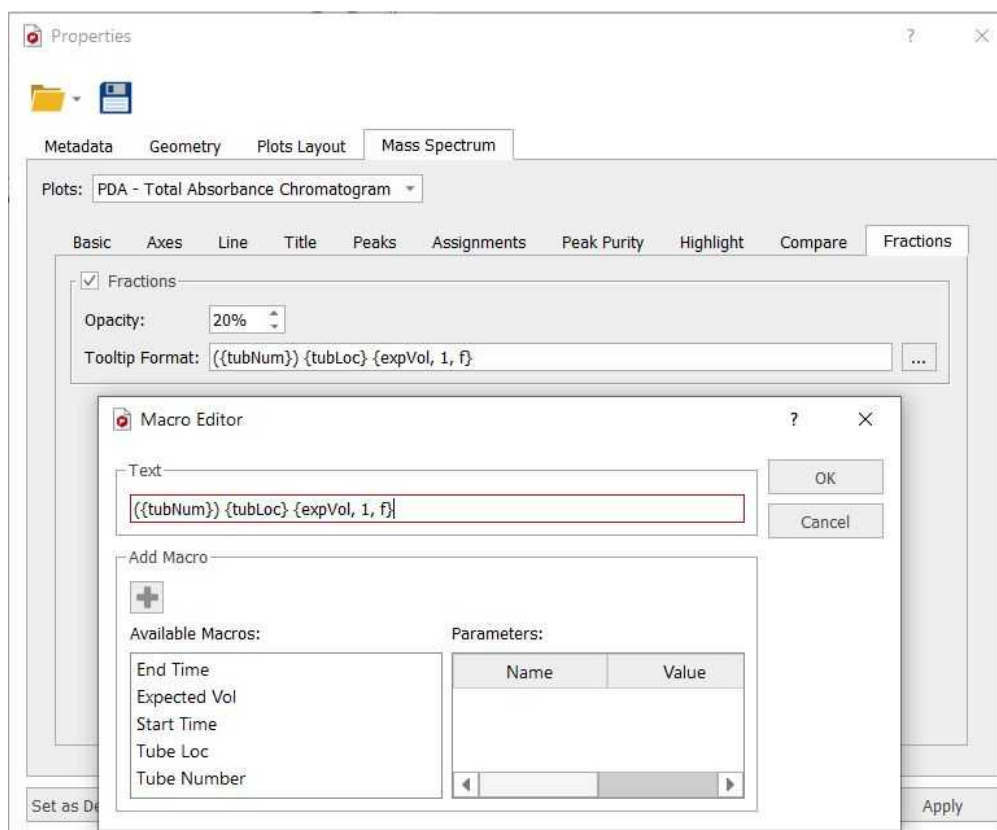 Properties
?
Metadata Geometry Plots Layout Mass Spectrum
Plots: PDA - Total Absorbance Chromatogram
Basic Axes Line Title Peaks Assignments Peak Purity Highlight Compare Fractions
Fractions
Opacity: 20%
Tooltip Format: ({tubNum}) {tubLoc} {expVol, 1, f} ...
Macro Editor ?
Text
({tubNum}) {tubLoc} {expVol, 1, f}
OK
Cancel
Add Macro
Available Macros: Parameters:
End Time
Expected Vol
Start Time
Tube Loc
Tube Number
Name Value
Set as De
Apply